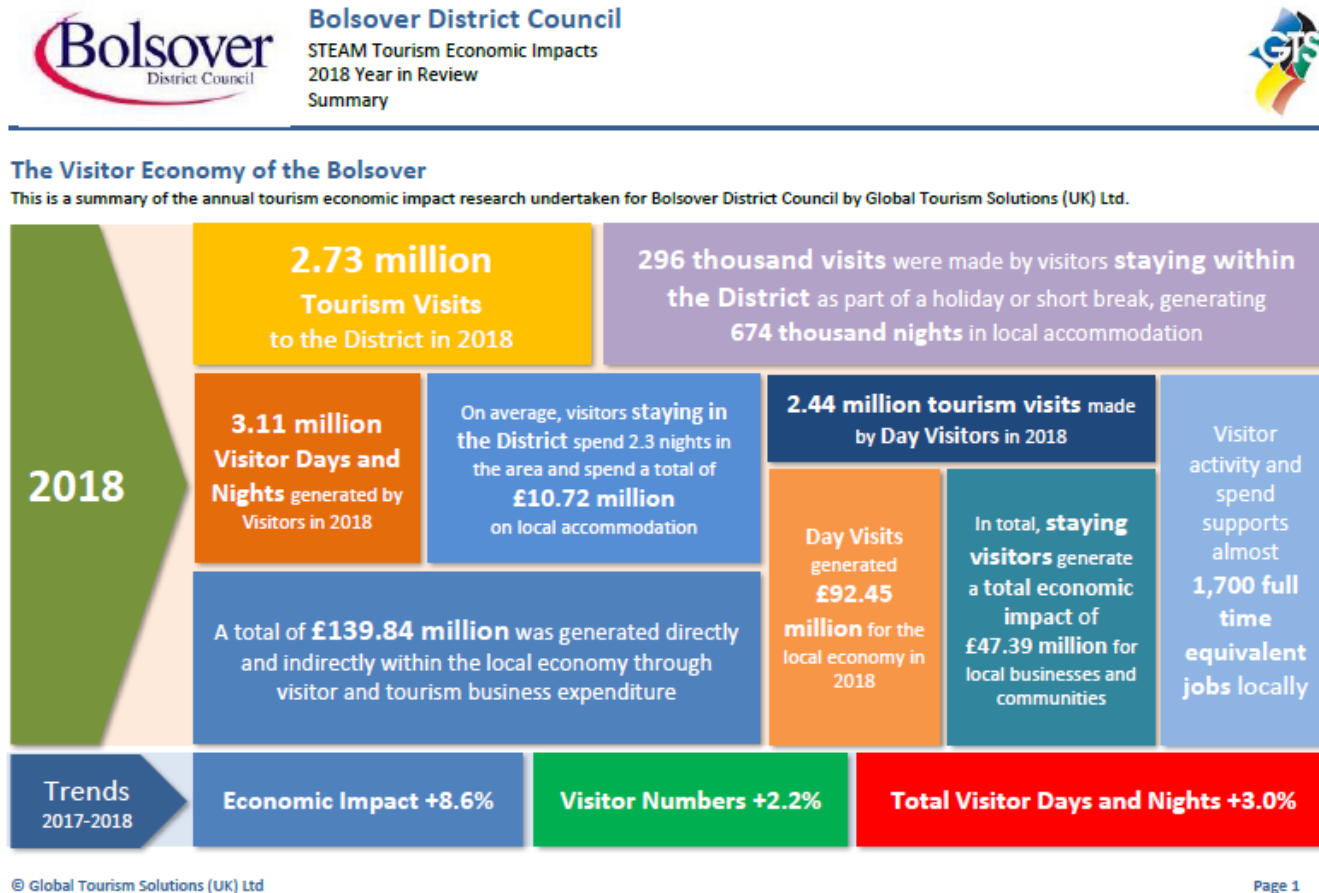 Bolsover
District Council
Bolsover District Council
STEAM Tourism Economic Impacts
2018 Year in Review
Summary
GTS
The Visitor Economy of the Bolsover
This is a summary of the annual tourism economic impact research undertaken for Bolsover District Council by Global Tourism Solutions (UK) Ltd.
2018
2.73 million
Tourism Visits
to the District in 2018
296 thousand visits were made by visitors staying within
the District as part of a holiday or short break, generating
674 thousand nights in local accommodation
3.11 million
Visitor Days and
Nights generated by
Visitors in 2018
On average, visitors staying in
the District spend 2.3 nights in
the area and spend a total of
£10.72 million
on local accommodation
2.44 million tourism visits made
by Day Visitors in 2018
Day Visits
generated
£92.45
million for the
local economy in
2018
In total, staying
visitors generate
a total economic
impact of
£47.39 million for
local businesses and
communities
Visitor
activity and
spend
supports
almost
1,700 full
time
equivalent
jobs locally
A total of £139.84 million was generated directly
and indirectly within the local economy through
visitor and tourism business expenditure
Trends
2017-2018
Economic Impact +8.6%
Visitor Numbers +2.2%
Total Visitor Days and Nights +3.0%
© Global Tourism Solutions (UK) Ltd
Page 1